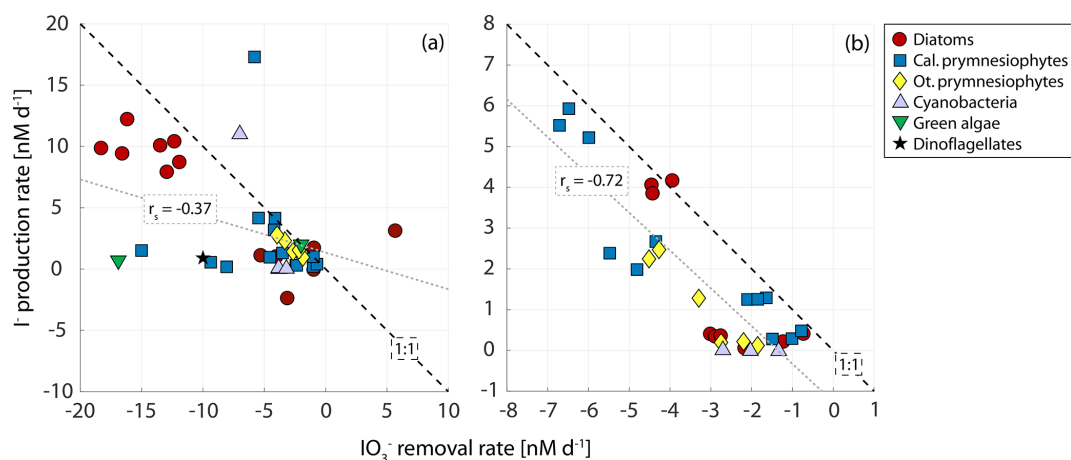 (a)
(b)
20
15
10
5
0
-5
-10
I⁻ production rate [nM d⁻¹]
rₛ = -0.37
1:1
-20 -15 -10 -5 0 5 10
8
7
6
5
4
3
2
1
0
-1
rₛ = -0.72
1:1
-8 -7 -6 -5 -4 -3 -2 -1 0 1
IO₃⁻ removal rate [nM d⁻¹]
Diatoms
Cal. prymnesiophytes
Ot. prymnesiophytes
Cyanobacteria
Green algae
Dinoflagellates